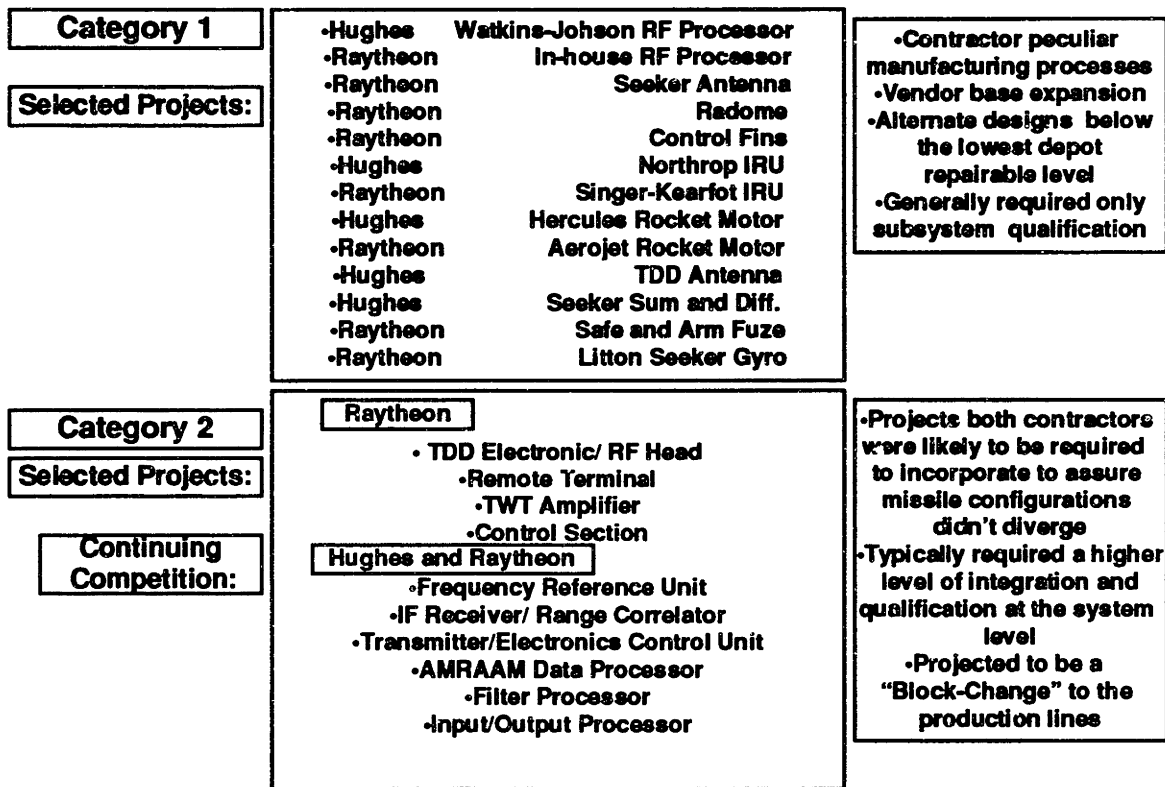 Category 1
Selected Projects:
•Hughes Watkins-Johson RF Processor
•Raytheon In-house RF Processor
•Raytheon Seeker Antenna
•Raytheon Radome
•Raytheon Control Fins
•Hughes Northrop IRU
•Raytheon Singer-Kearfot IRU
•Hughes Hercules Rocket Motor
•Raytheon Aerojet Rocket Motor
•Hughes TDD Antenna
•Hughes Seeker Sum and Diff.
•Raytheon Safe and Arm Fuze
•Raytheon Litton Seeker Gyro
•Contractor peculiar
manufacturing processes
•Vendor base expansion
•Alternate designs below
the lowest depot
repairable level
•Generally required only
subsystem qualification
Category 2
Selected Projects:
Continuing
Competition:
Raytheon
• TDD Electronic/ RF Head
•Remote Terminal
•TWT Amplifier
•Control Section
Hughes and Raytheon
•Frequency Reference Unit
•IF Receiver/ Range Correlator
•Transmitter/Electronics Control Unit
•AMRAAM Data Processor
•Filter Processor
•Input/Output Processor
•Projects both contractors
were likely to be required
to incorporate to assure
missile configurations
didn't diverge
•Typically required a higher
level of integration and
qualification at the system
level
•Projected to be a
"Block-Change" to the
production lines